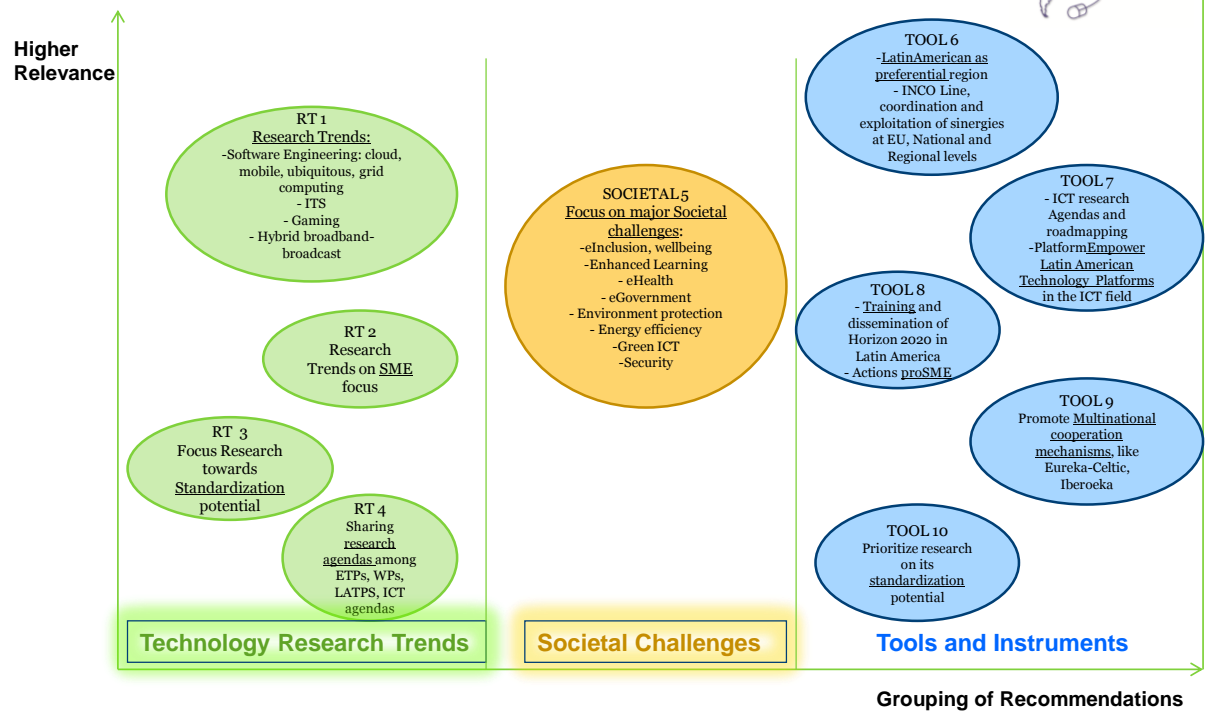 Higher
Relevance
RT 1
Research Trends:
-Software Engineering: cloud,
mobile, ubiquitous, grid
computing
- ITS
- Gaming
- Hybrid broadband-
broadcast
RT 2
Research
Trends on SME
focus
RT 3
Focus Research
towards
Standardization
potential
RT 4
Sharing
research
agendas among
ETPs, WPs,
LATPS, ICT
agendas
Technology Research Trends
SOCIETAL 5
Focus on major Societal
challenges:
-eInclusion, wellbeing
-Enhanced Learning
- eHealth
- eGovernment
- Environment protection
- Energy efficiency
-Green ICT
-Security
Societal Challenges
TOOL 6
-LatinAmerican as
preferential region
- INCO Line,
coordination and
exploitation of sinergies
at EU, National and
Regional levels
TOOL 7
- ICT research
Agendas and
roadmapping
-PlatformEmpower
Latin American
Technology Platforms
in the ICT field
TOOL 8
- Training and
dissemination of
Horizon 2020 in
Latin America
- Actions proSME
TOOL 9
Promote Multinational
cooperation
mechanisms, like
Eureka-Celtic,
Iberoeka
TOOL 10
Prioritize research
on its
standardization
potential
Tools and Instruments
Grouping of Recommendations